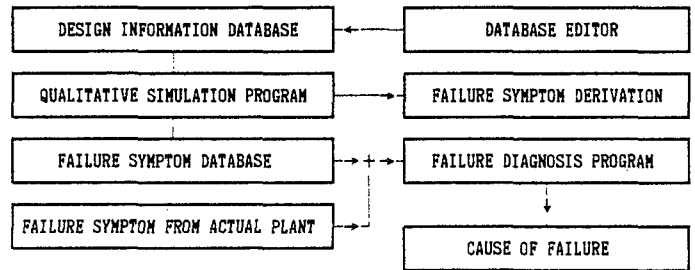 DESIGN INFORMATION DATABASE
DATABASE EDITOR
QUALITATIVE SIMULATION PROGRAM
FAILURE SYMPTOM DERIVATION
FAILURE SYMPTOM DATABASE
+
FAILURE DIAGNOSIS PROGRAM
FAILURE SYMPTOM FROM ACTUAL PLANT
CAUSE OF FAILURE